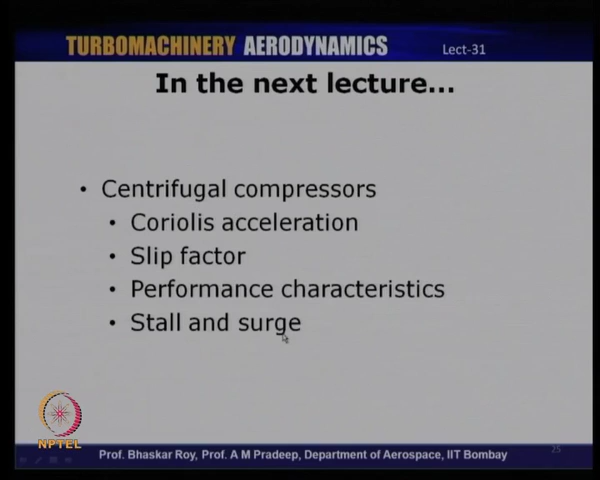 TURBOMACHINERY AERODYNAMICS Lect-31
In the next lecture...
• Centrifugal compressors
• Coriolis acceleration
• Slip factor
• Performance characteristics
• Stall and surge
NPTEL
Prof. Bhaskar Roy, Prof. A M Pradeep, Department of Aerospace, IIT Bombay
25